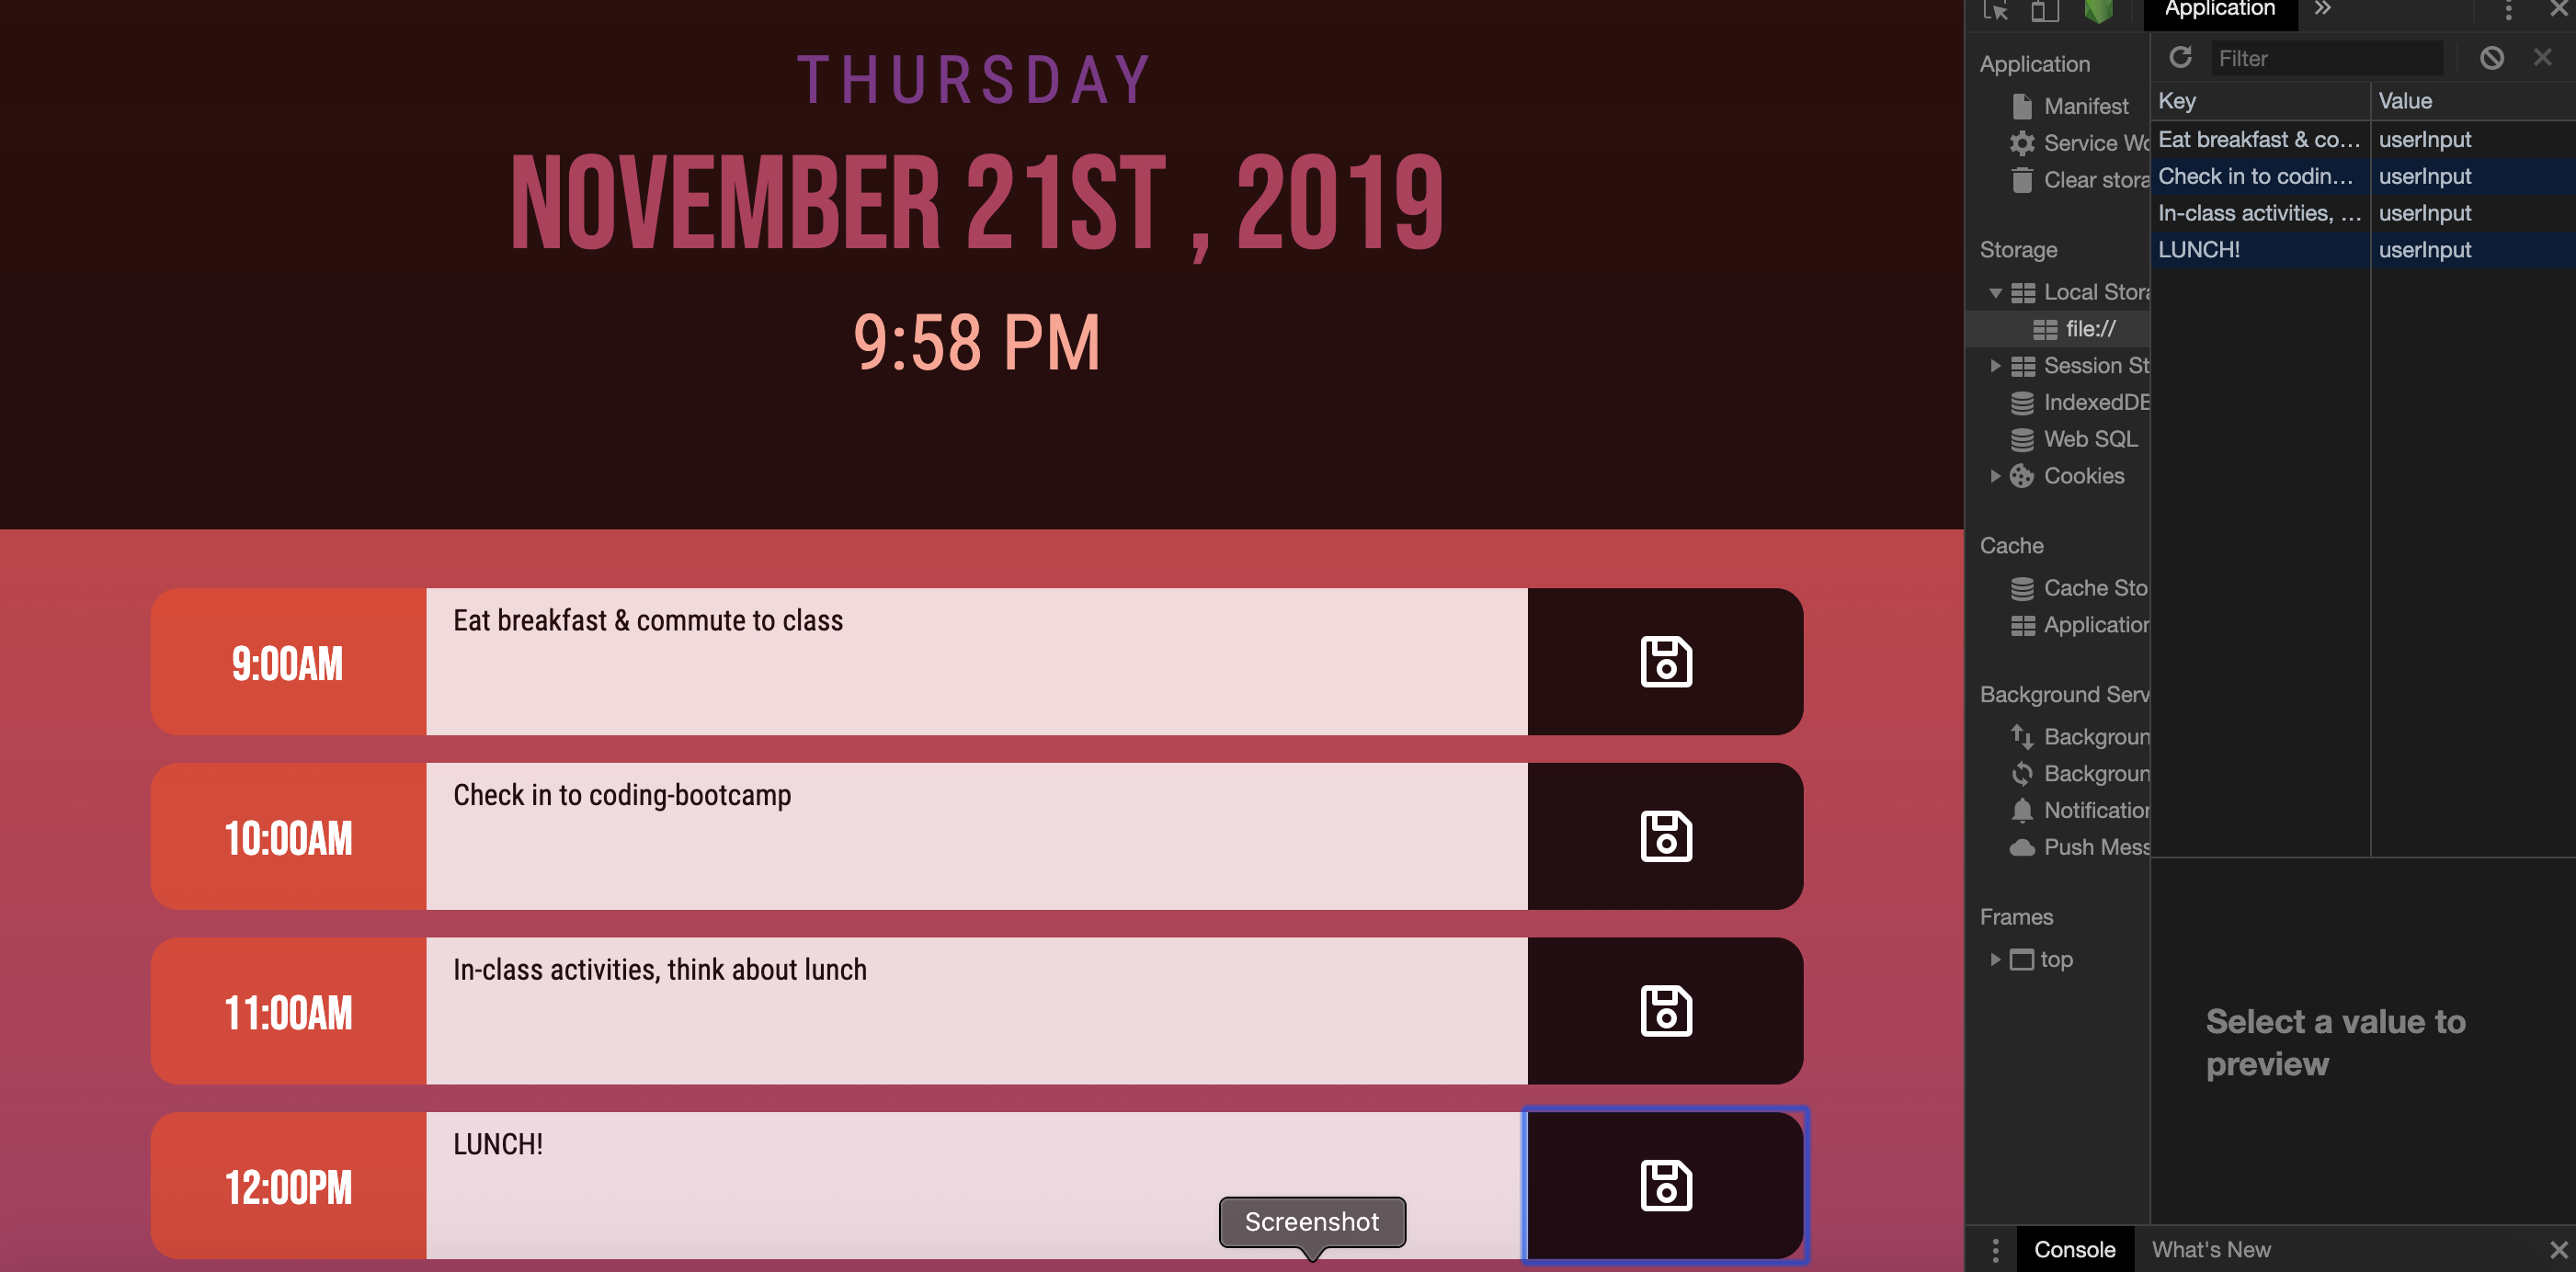 THURSDAY
NOVEMBER 21ST , 2019
9:58 PM
9:00AM
Eat breakfast & commute to class
10:00AM
Check in to coding-bootcamp
11:00AM
In-class activities, think about lunch
12:00PM
LUNCH!
Screenshot
Application
Application
Manifest
Service Wo
Clear stora
Storage
Local Stora
file://
Session St
IndexedDB
Web SQL
Cookies
Cache
Cache Sto
Application
Background Serv
Backgroun
Backgroun
Notification
Push Mess
Frames
top
Filter
Key Value
Eat breakfast & co... userInput
Check in to codin... userInput
In-class activities, ... userInput
LUNCH! userInput
Select a value to
preview
Console What's New